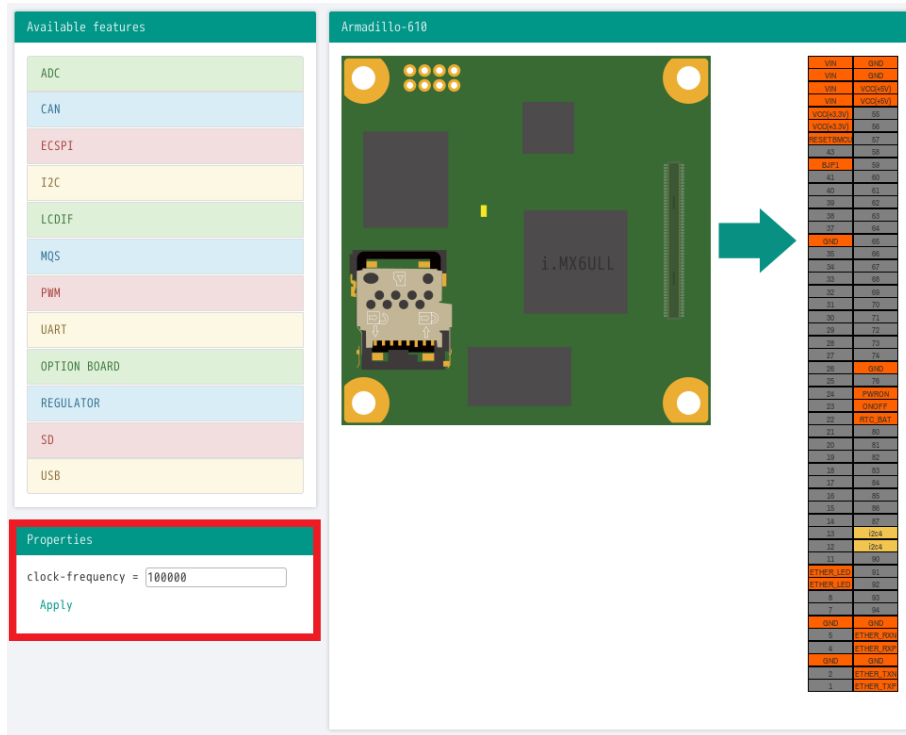 Available features
ADC
CAN
ECSPI
I2C
LCDIF
MQS
PWM
UART
OPTION BOARD
REGULATOR
SD
USB
Properties
clock-frequency = 100000
Apply
Armadillo-610
i.MX6ULL
VIN GND
VIN GND
VIN VCC(+5V)
VIN VCC(+5V)
VCC(+3.3V) 55
VCC(+3.3V) 56
RESETBMCU 57
43 58
BJP1 59
41 60
40 61
39 62
38 63
37 64
GND 65
35 66
34 67
33 68
32 69
31 70
30 71
29 72
28 73
27 74
26 GND
25 76
24 PWRON
23 ONOFF
22 RTC_BAT
21 80
20 81
19 82
18 83
17 84
16 85
15 86
14 87
13 i2c4
12 i2c4
11 90
ETHER_LED 91
ETHER_LED 92
8 93
7 94
GND GND
5 ETHER_RXN
4 ETHER_RXP
GND GND
2 ETHER_TXN
1 ETHER_TXP